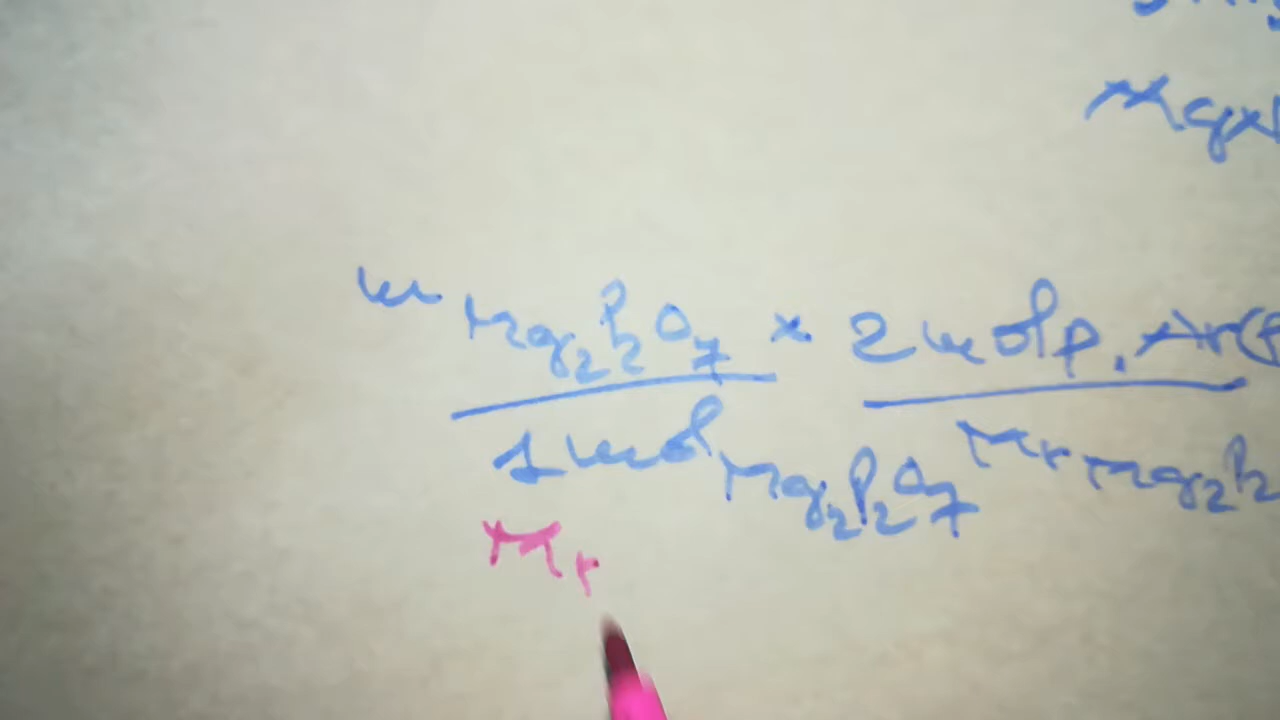 m Mg₂P₂O₇ × 2 mol P . Ar(P
1 mol Mg₂P₂O₇ Mr Mg₂P₂
Mr